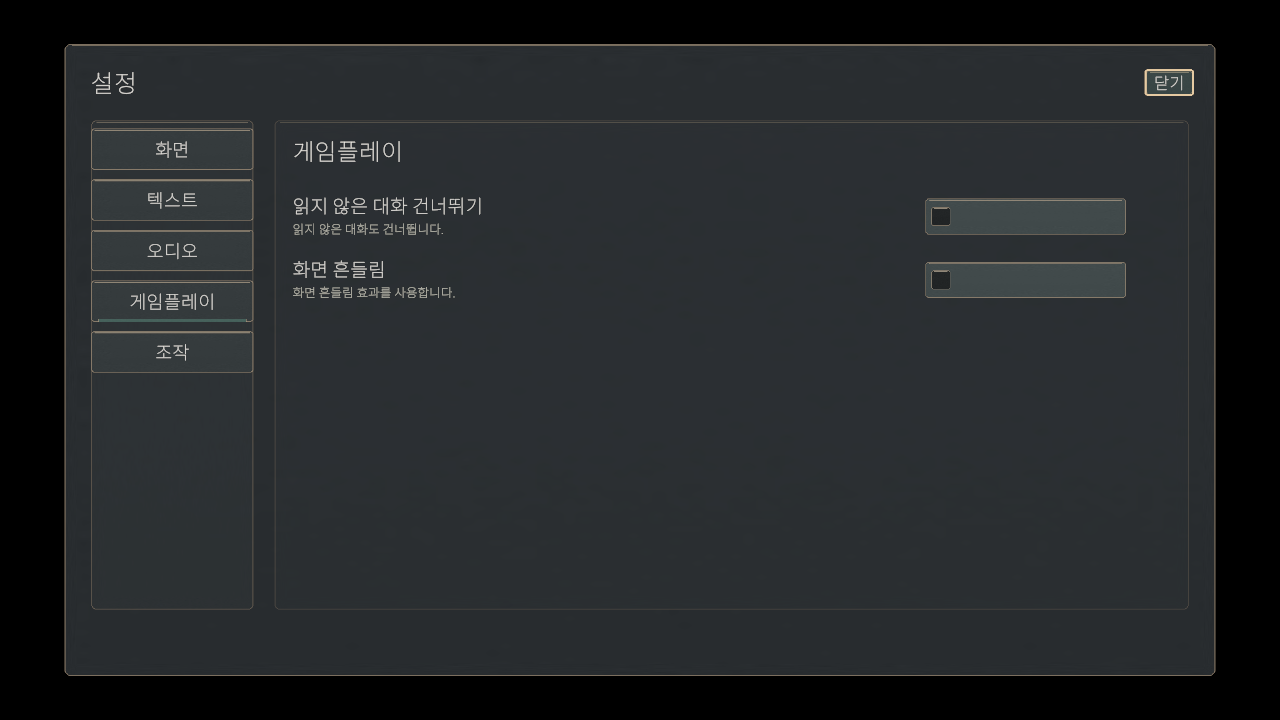 설정
닫기
화면
텍스트
오디오
게임플레이
조작
게임플레이
읽지 않은 대화 건너뛰기
읽지 않은 대화도 건너뜁니다.
화면 흔들림
화면 흔들림 효과를 사용합니다.